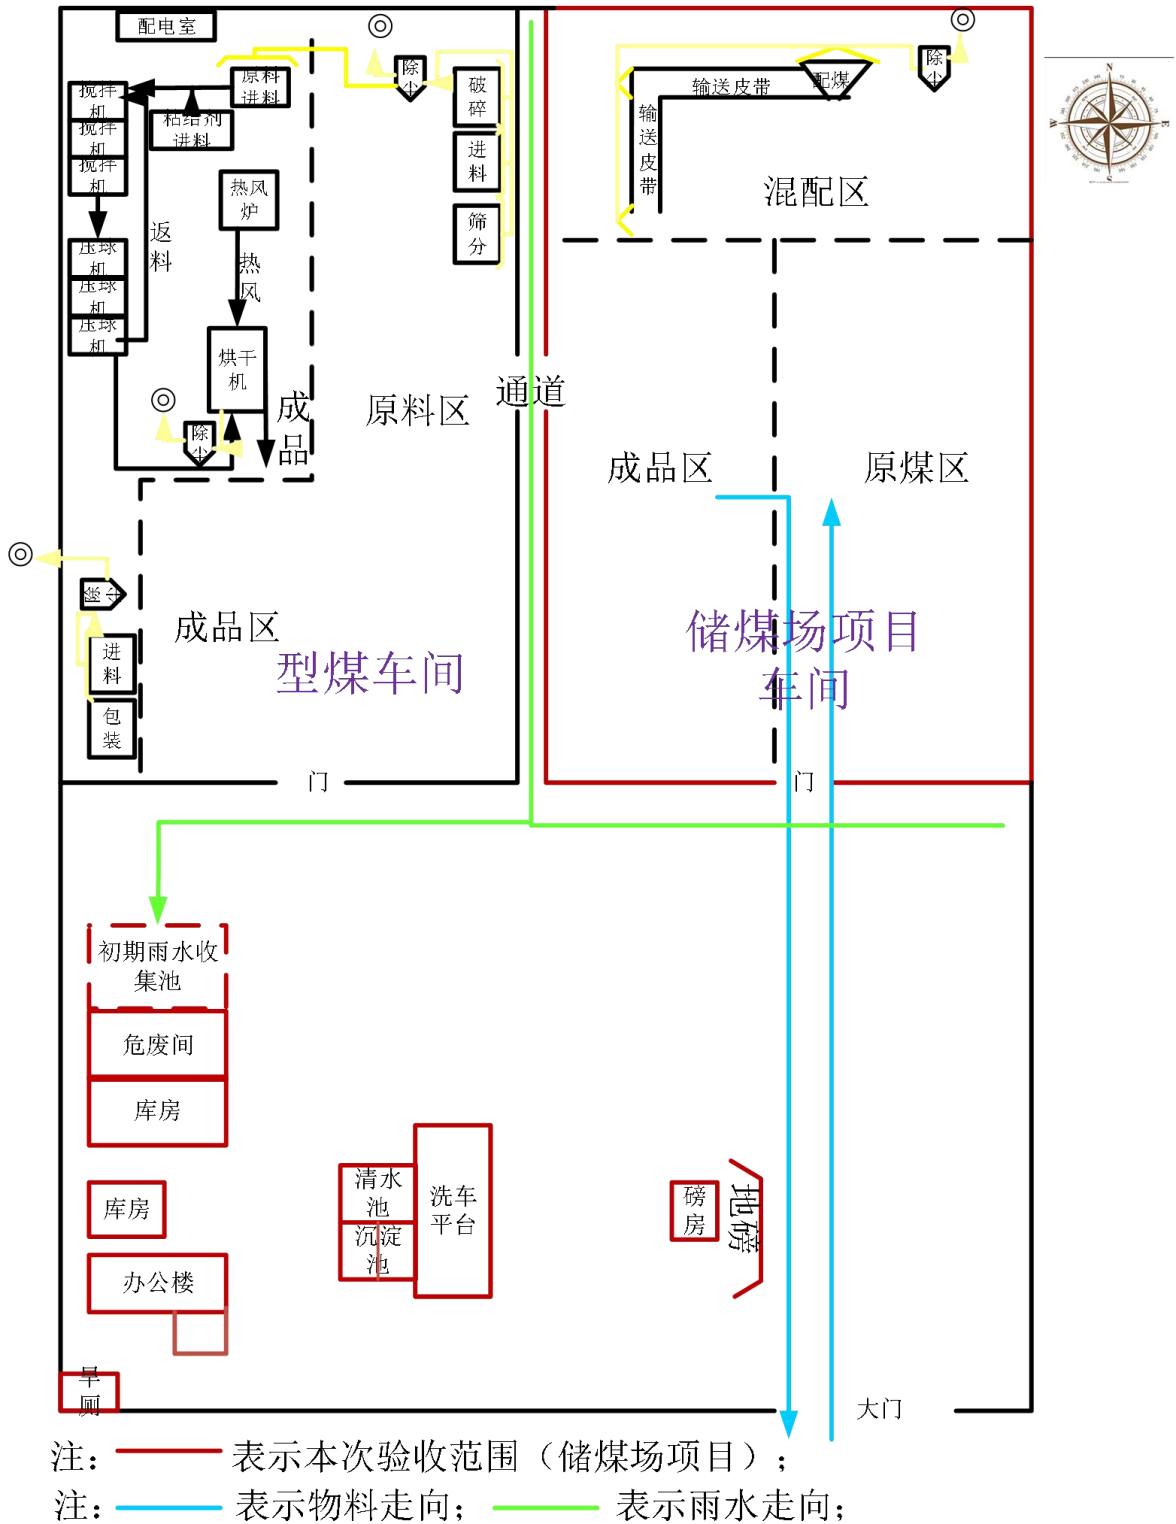 配电室
原料
进料
粘结剂
进料
搅拌
机
搅拌
机
搅拌
机
返
料
压球
机
压球
机
压球
机
热风
炉
热
风
烘干
机
成
品
除
尘
除
尘
破
碎
进
料
筛
分
原料区
通道
除
尘
进
料
包
装
成品区
型煤车间
门
配煤
除
尘
输送皮带
输
送
皮
带
混配区
成品区
原煤区
储煤场项目
车间
门
N
E
S
W
初期雨水收
集池
危废间
库房
库房
办公楼
旱
厕
清水
池
沉淀
池
洗车
平台
磅
房
地磅
大门
注：表示本次验收范围（储煤场项目）；
注：表示物料走向；表示雨水走向；